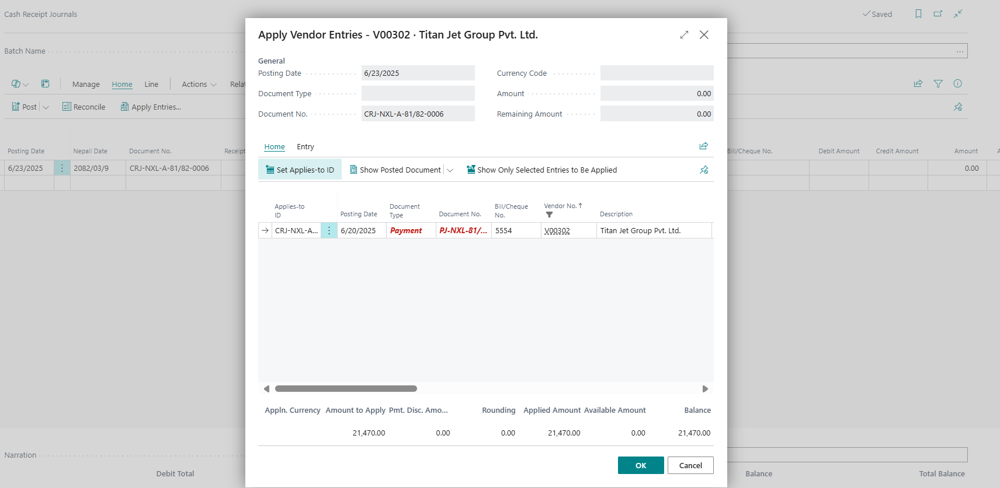 Cash Receipt Journals
Saved
Batch Name
Manage Home Line Actions
Post Reconcile Apply Entries...
Posting Date Nepali Date Document No.
6/23/2025 2082/03/9 CRJ-NXL-A-81/82-0006
Bill/Cheque No. Debit Amount Credit Amount Amount
0.00
Apply Vendor Entries - V00302 · Titan Jet Group Pvt. Ltd.
General
Posting Date 6/23/2025 Currency Code
Document Type Amount 0.00
Document No. CRJ-NXL-A-81/82-0006 Remaining Amount 0.00
Home Entry
Set Applies-to ID Show Posted Document Show Only Selected Entries to Be Applied
Applies-to ID Posting Date Document Type Document No. Bill/Cheque No. Vendor No. Description
CRJ-NXL-A... 6/20/2025 Payment PJ-NXL-81/... 5554 V00302 Titan Jet Group Pvt. Ltd.
Appln. Currency Amount to Apply Pmt. Disc. Amo... Rounding Applied Amount Available Amount Balance
21,470.00 0.00 0.00 21,470.00 0.00 21,470.00
OK Cancel
Narration
Debit Total Balance Total Balance